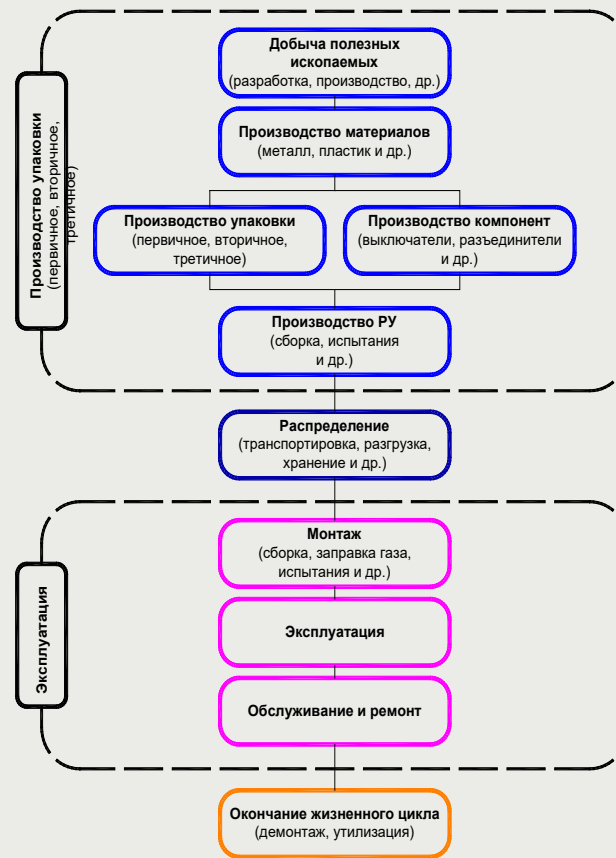 Добыча полезных
ископаемых
(разработка, производство, др.)
Производство материалов
(металл, пластик и др.)
Производство упаковки
(первичное, вторичное,
третичное)
Производство упаковки
(первичное, вторичное,
третичное)
Производство компонент
(выключатели, разъединители
и др.)
Производство РУ
(сборка, испытания
и др.)
Распределение
(транспортировка, разгрузка,
хранение и др.)
Монтаж
(сборка, заправка газа,
испытания и др.)
Эксплуатация
Эксплуатация
Обслуживание и ремонт
Окончание жизненного цикла
(демонтаж, утилизация)